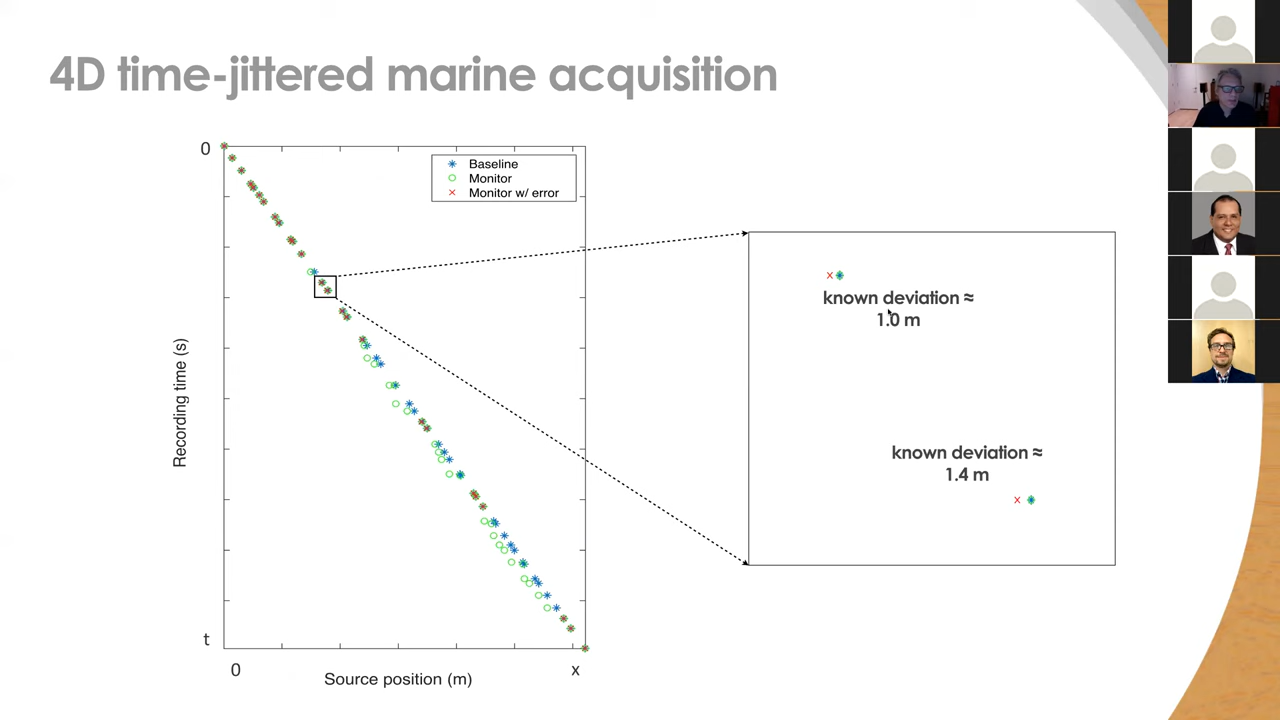 4D time-jittered marine acquisition
0
Baseline
Monitor
Monitor w/ error
known deviation ≈
1.0 m
Recording time (s)
known deviation ≈
1.4 m
t
0
x
Source position (m)